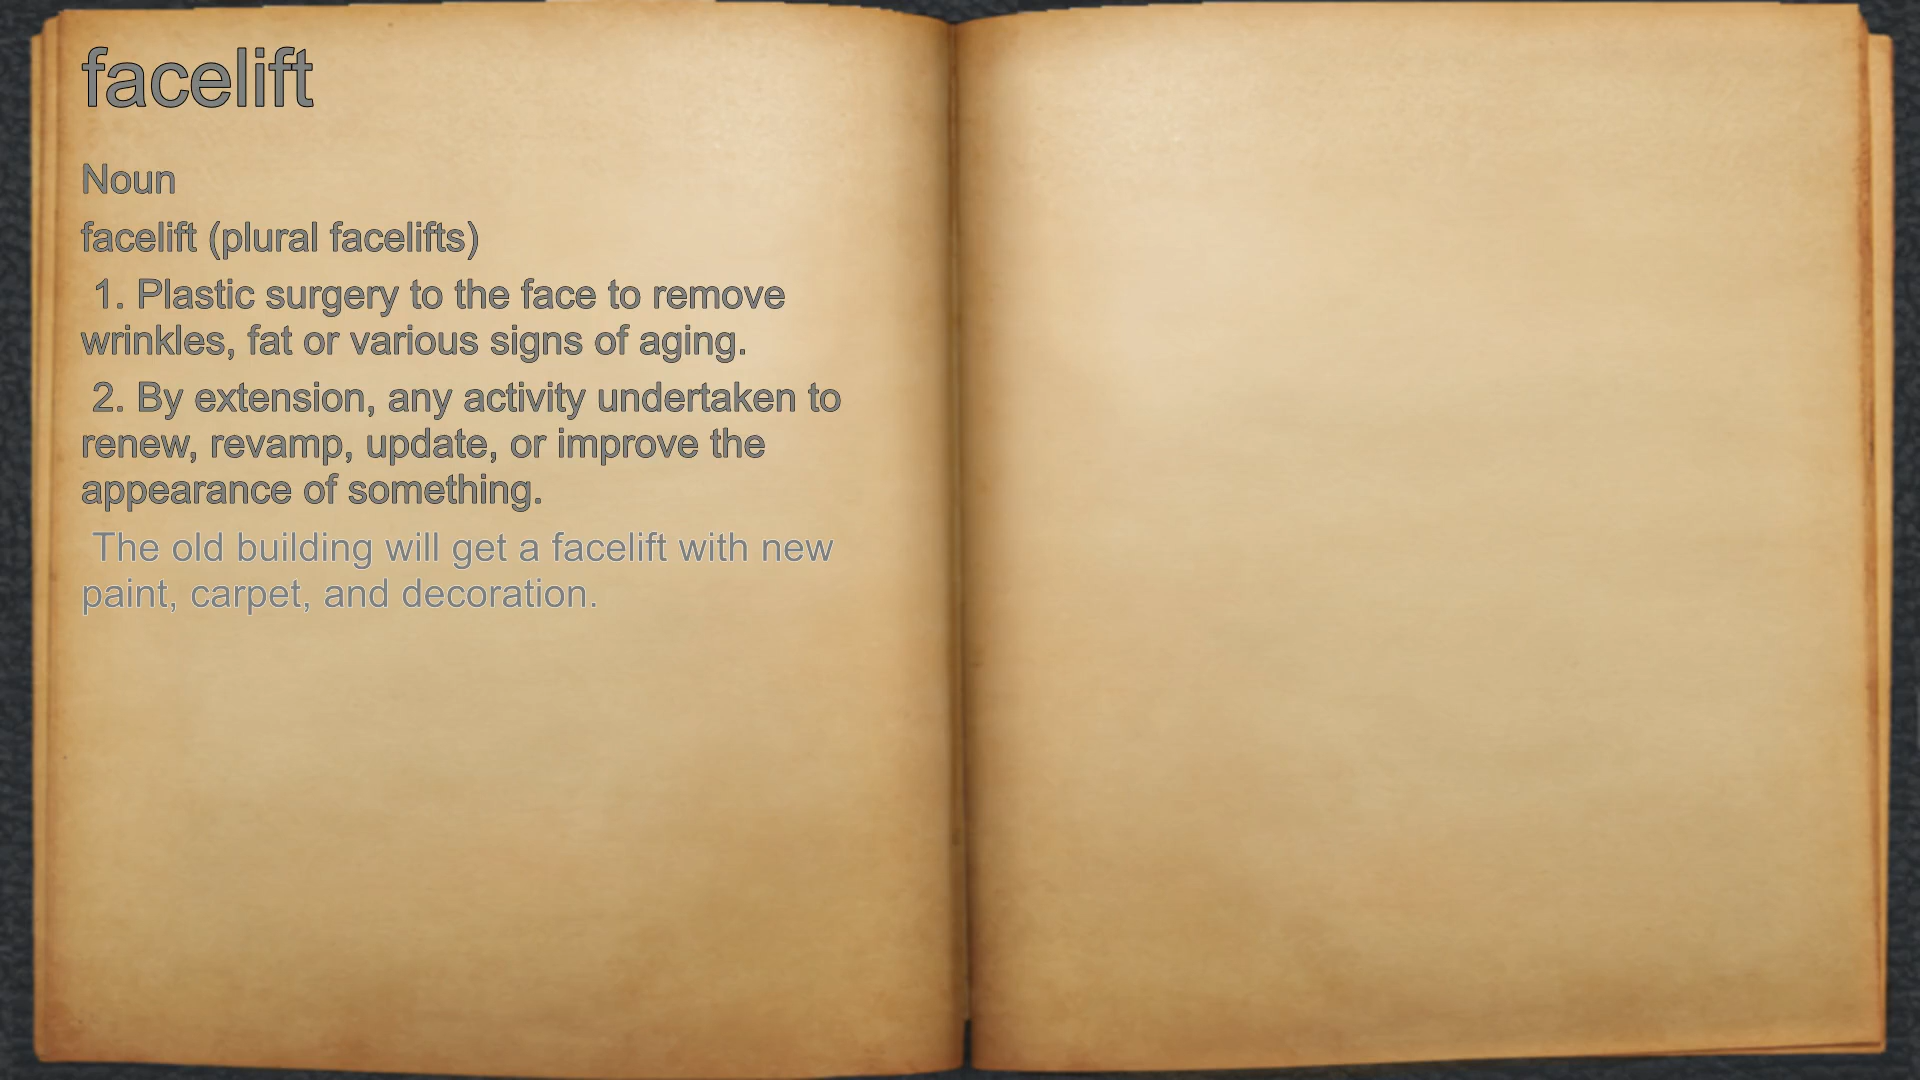 facelift
Noun
facelift (plural facelifts)
1. Plastic surgery to the face to remove
wrinkles, fat or various signs of aging.
2. By extension, any activity undertaken to
renew, revamp, update, or improve the
appearance of something.
The old building will get a facelift with new
paint, carpet, and decoration.